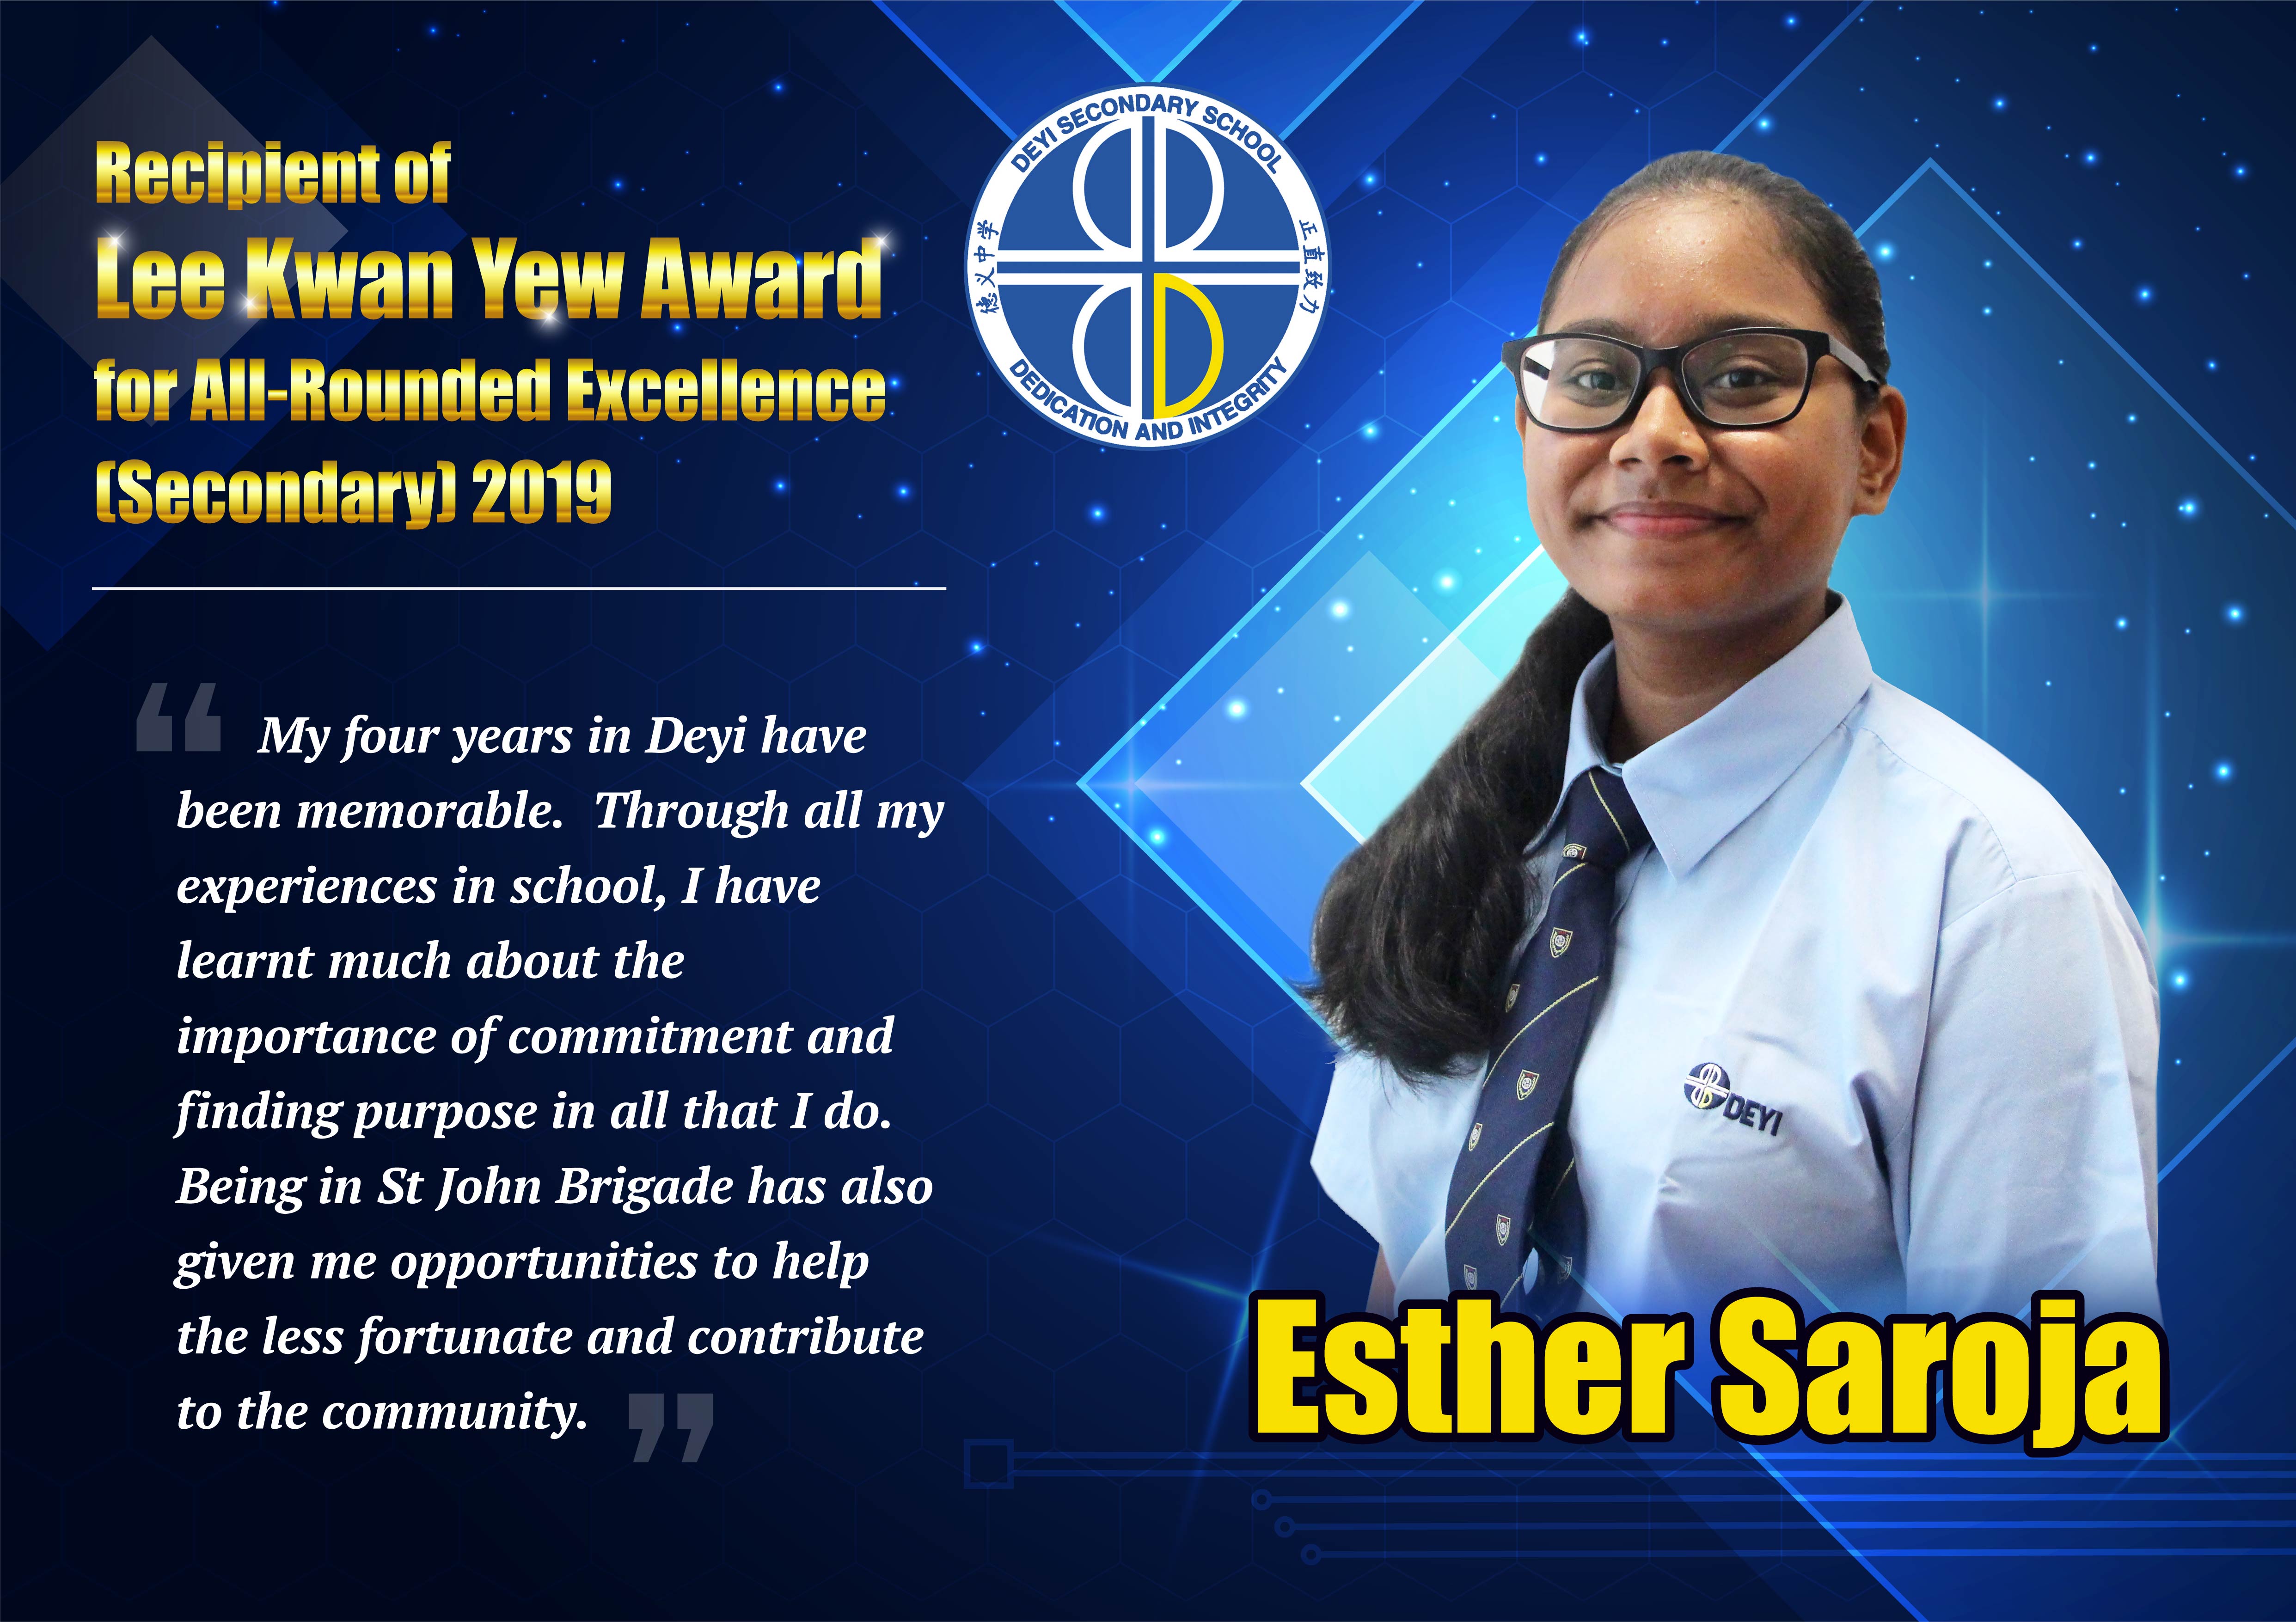 Recipient of
Lee Kwan Yew Award
for All-Rounded Excellence
(Secondary) 2019
DEYI SECONDARY SCHOOL
德义中学
正直致力
DEDICATION AND INTEGRITY
“ My four years in Deyi have
been memorable. Through all my
experiences in school, I have
learnt much about the
importance of commitment and
finding purpose in all that I do.
Being in St John Brigade has also
given me opportunities to help
the less fortunate and contribute
to the community. ”
DEYI
Esther Saroja